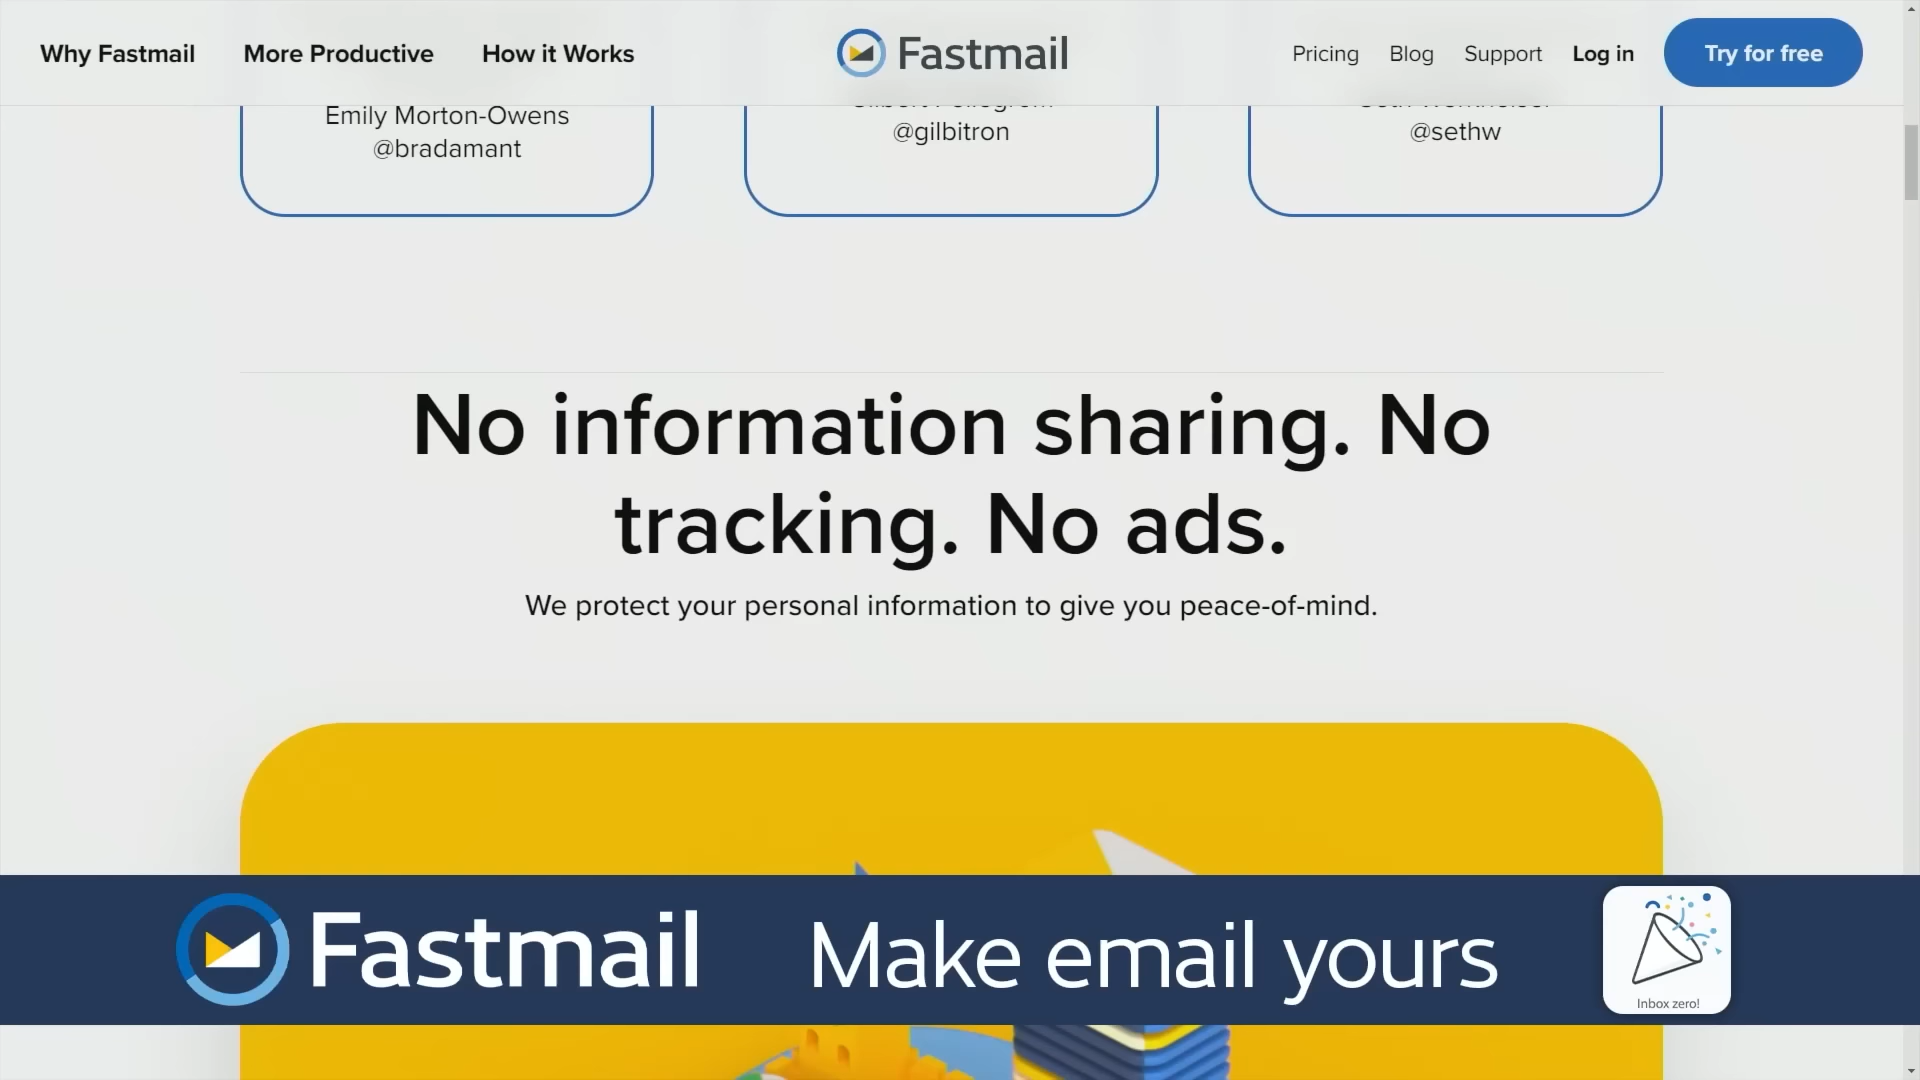 Why Fastmail
More Productive
How it Works
Fastmail
Pricing
Blog
Support
Log in
Try for free
Emily Morton-Owens
@bradamant
@gilbitron
@sethw
No information sharing. No
tracking. No ads.
We protect your personal information to give you peace-of-mind.
Fastmail
Make email yours
Inbox zero!